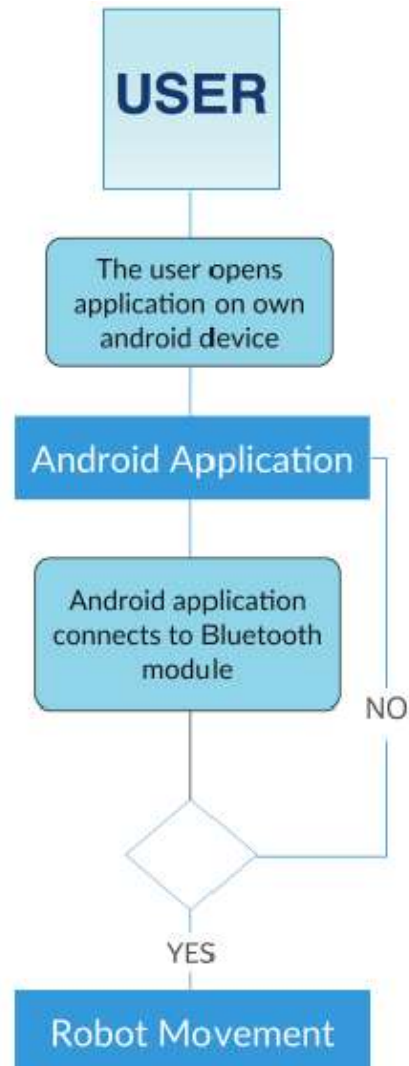 USER
The user opens
application on own
android device
Android Application
Android application
connects to Bluetooth
module
NO
YES
Robot Movement